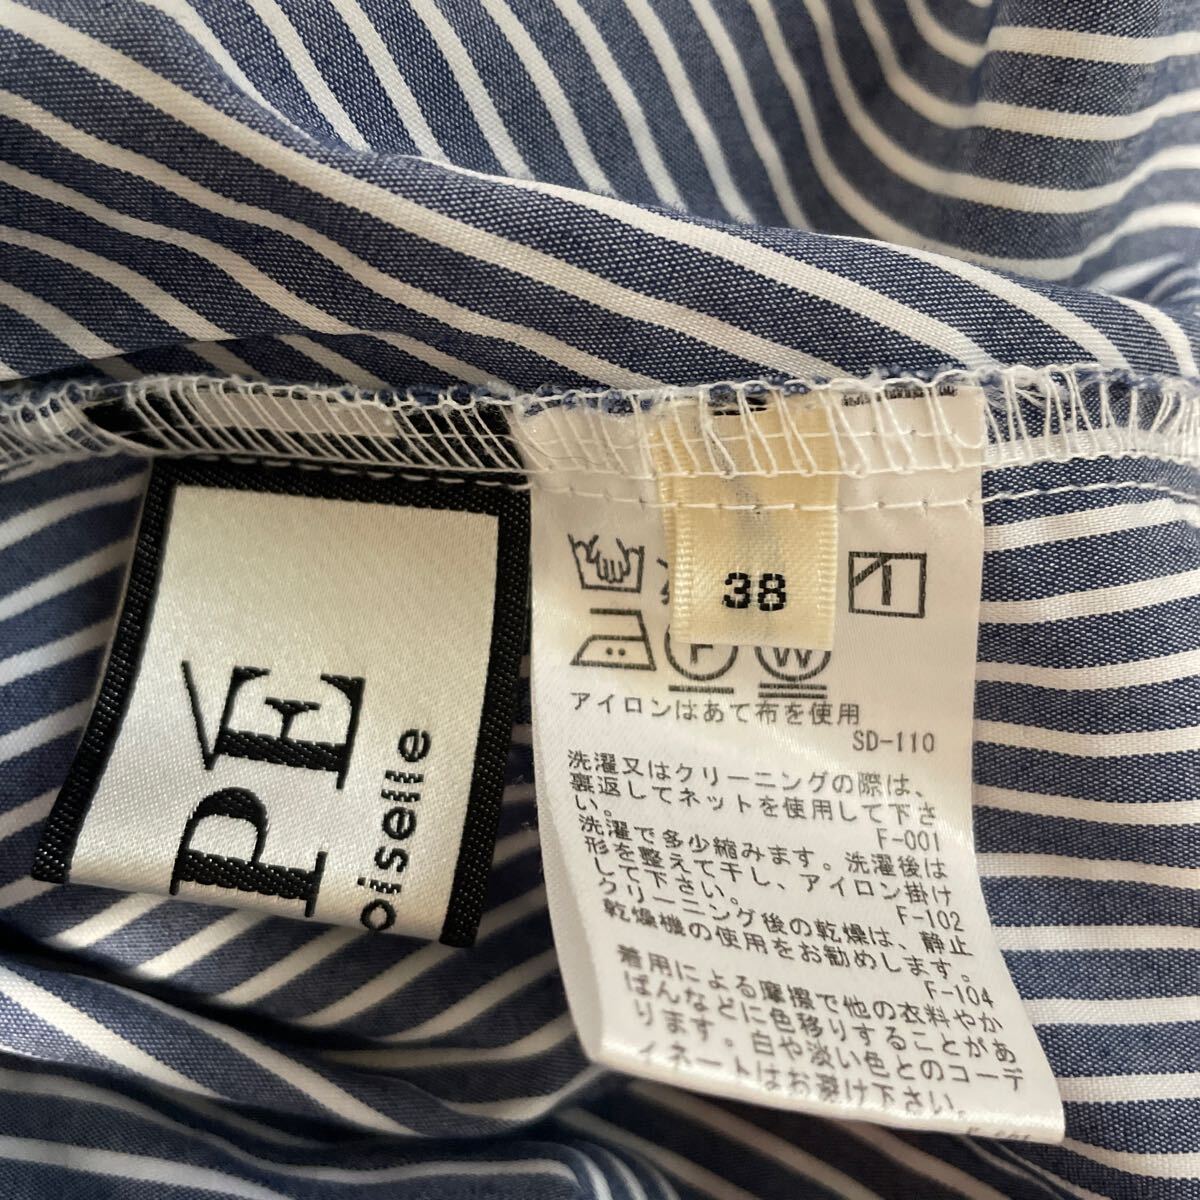 PE
oiselle
38
F
W
アイロンはあて布を使用
SD-110
洗濯又はクリーニングの際は、
裏返してネットを使用して下さ
い。
F-001
洗濯で多少縮みます。洗濯後は
形を整えて干し、アイロン掛け
して下さい。
F-102
クリーニング後の乾燥は、静止
乾燥機の使用をお勧めします。
F-104
着用による摩擦で他の衣料やか
ばんなどに色移りすることがあ
ります。白や淡い色とのコーデ
ィネートはお避け下さい。